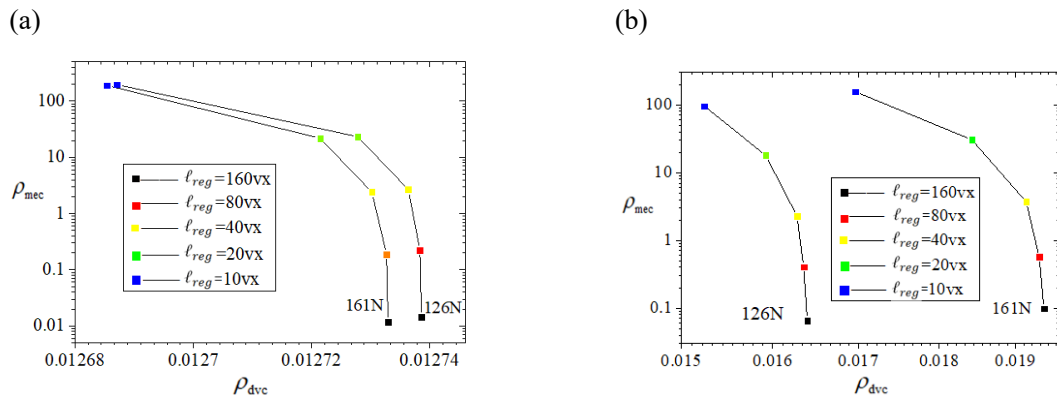 (a)
100
10
1
0.1
0.01
ρmec
ℓreg=160vx
ℓreg=80vx
ℓreg=40vx
ℓreg=20vx
ℓreg=10vx
161N
126N
0.01268
0.0127
0.01272
0.01274
ρdvc
(b)
100
10
1
0.1
ρmec
ℓreg=160vx
ℓreg=80vx
ℓreg=40vx
ℓreg=20vx
ℓreg=10vx
126N
161N
0.015
0.016
0.017
0.018
0.019
ρdvc